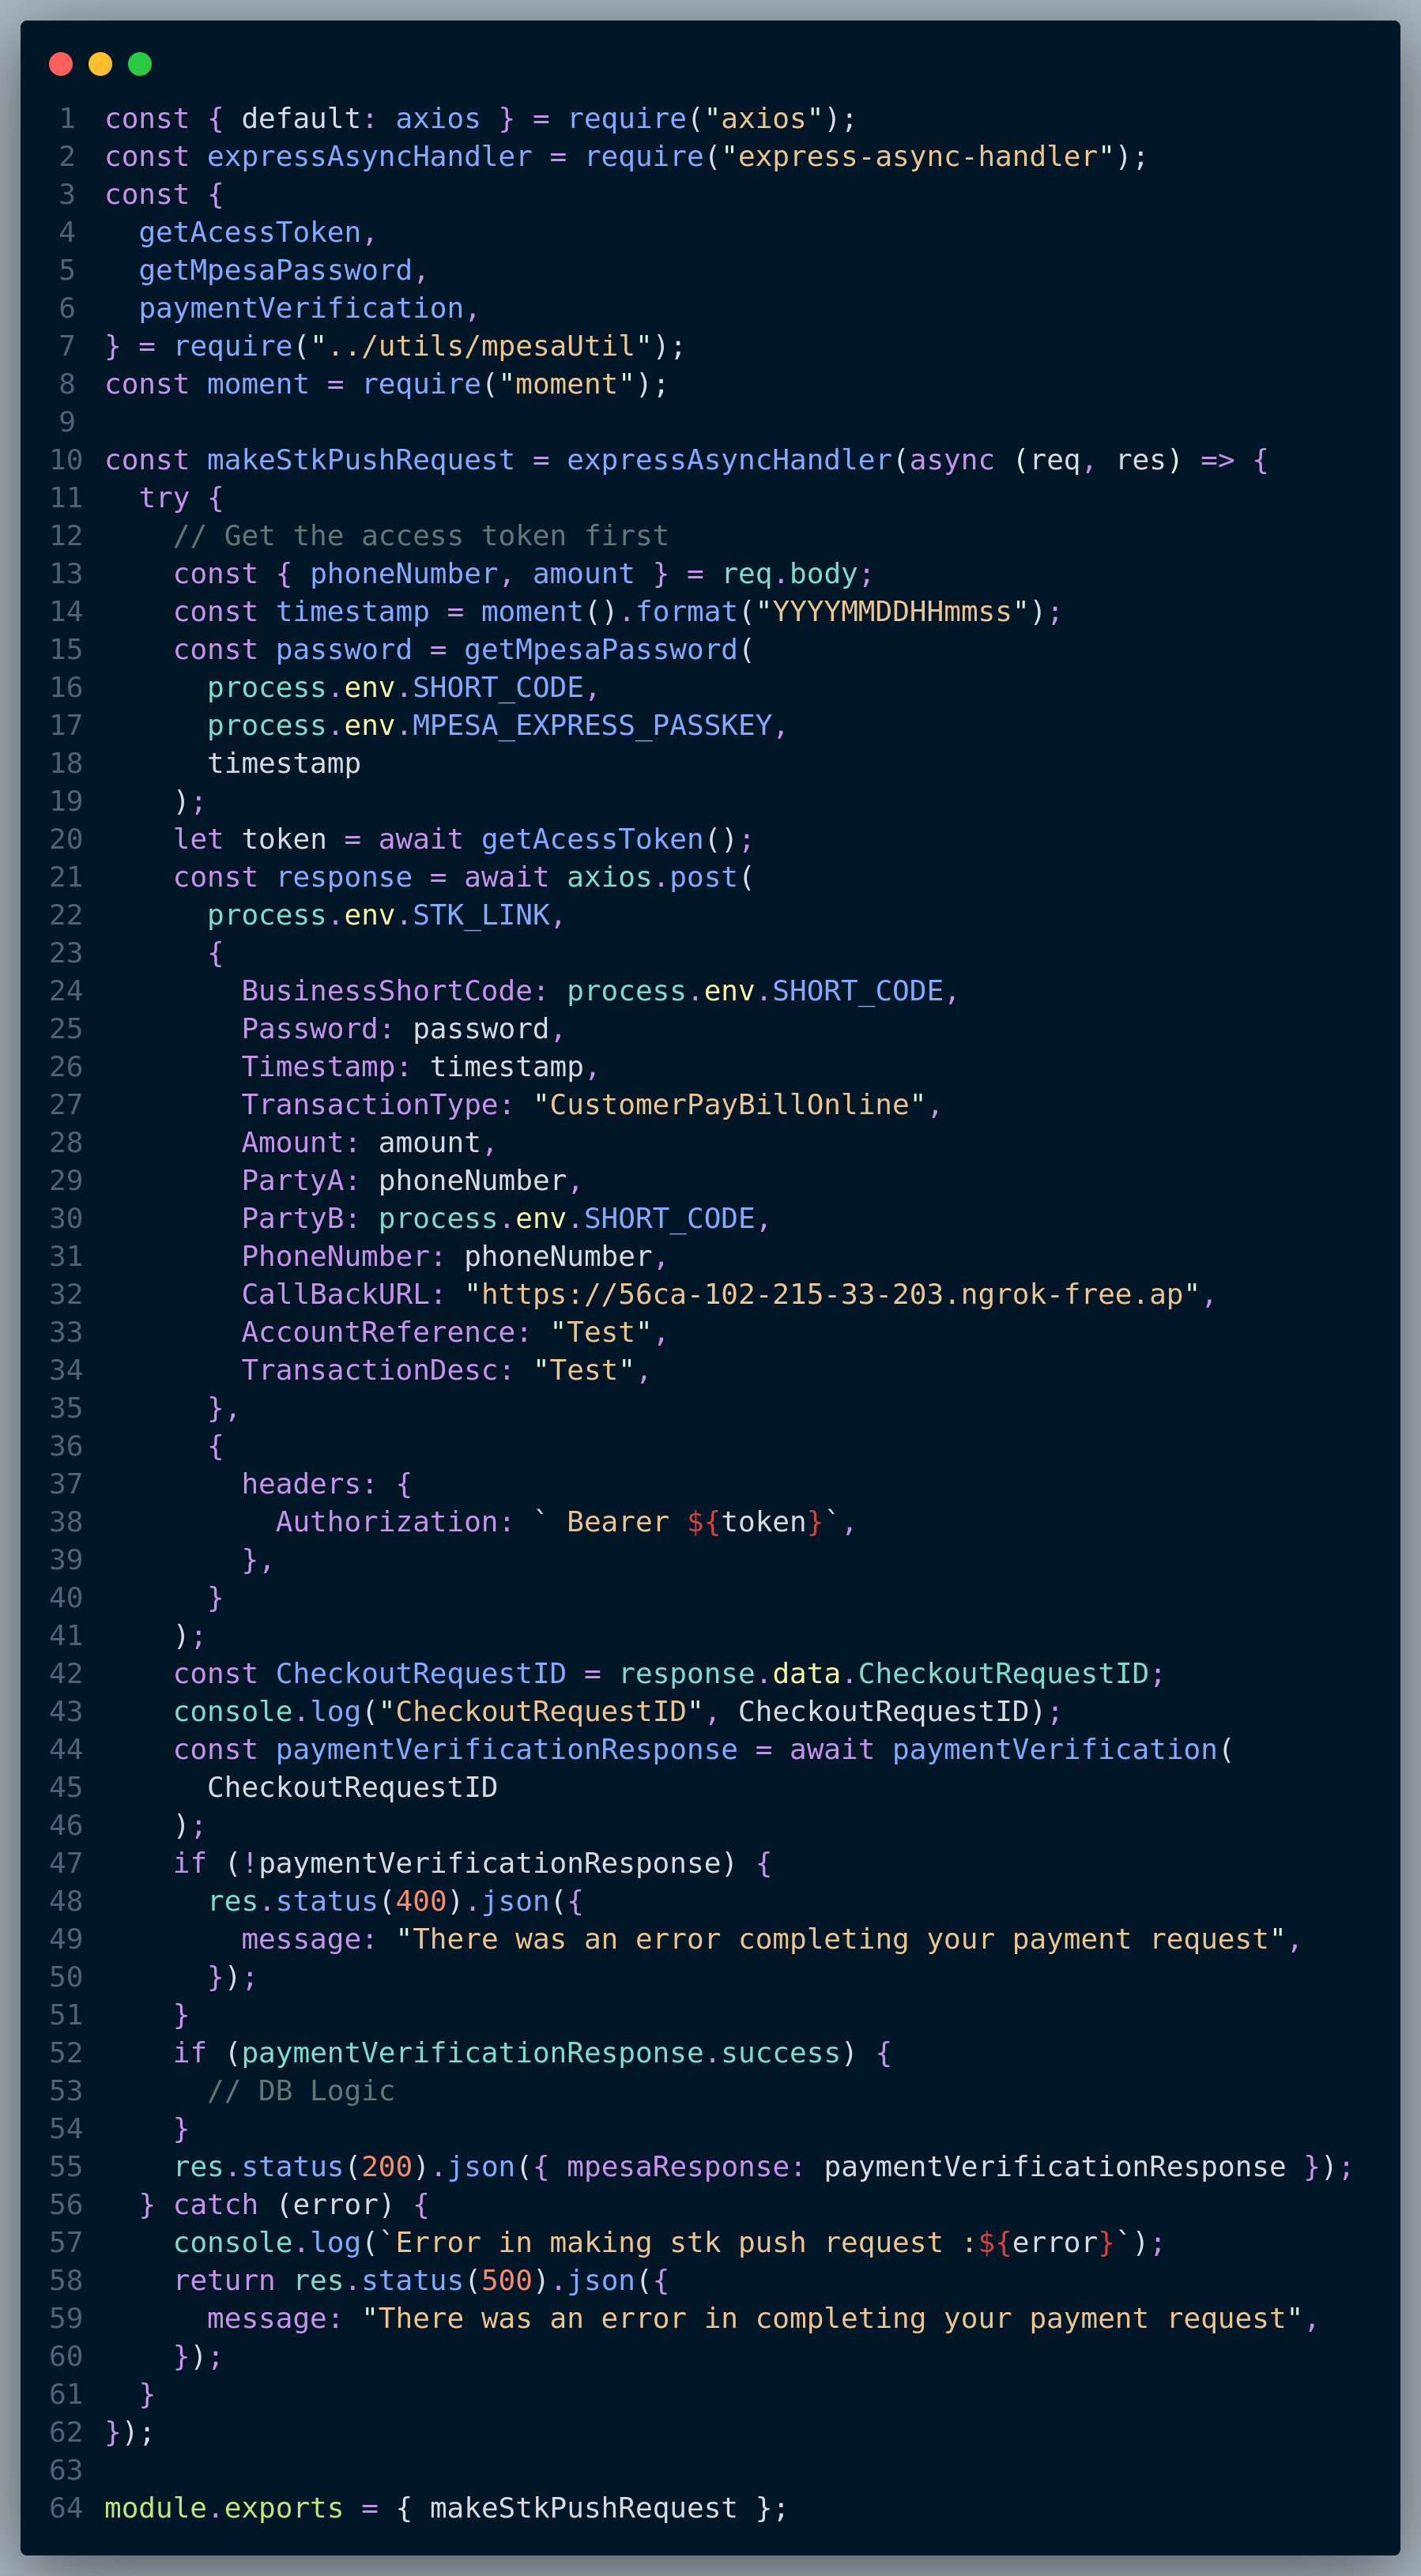 1 const { default: axios } = require("axios");
2 const expressAsyncHandler = require("express-async-handler");
3 const {
4   getAcessToken,
5   getMpesaPassword,
6   paymentVerification,
7 } = require("../utils/mpesaUtil");
8 const moment = require("moment");
9
10 const makeStkPushRequest = expressAsyncHandler(async (req, res) => {
11   try {
12     // Get the access token first
13     const { phoneNumber, amount } = req.body;
14     const timestamp = moment().format("YYYYMMDDHHmmss");
15     const password = getMpesaPassword(
16       process.env.SHORT_CODE,
17       process.env.MPESA_EXPRESS_PASSKEY,
18       timestamp
19     );
20     let token = await getAcessToken();
21     const response = await axios.post(
22       process.env.STK_LINK,
23       {
24         BusinessShortCode: process.env.SHORT_CODE,
25         Password: password,
26         Timestamp: timestamp,
27         TransactionType: "CustomerPayBillOnline",
28         Amount: amount,
29         PartyA: phoneNumber,
30         PartyB: process.env.SHORT_CODE,
31         PhoneNumber: phoneNumber,
32         CallBackURL: "https://56ca-102-215-33-203.ngrok-free.ap",
33         AccountReference: "Test",
34         TransactionDesc: "Test",
35       },
36       {
37         headers: {
38           Authorization: ` Bearer ${token}`,
39         },
40       }
41     );
42     const CheckoutRequestID = response.data.CheckoutRequestID;
43     console.log("CheckoutRequestID", CheckoutRequestID);
44     const paymentVerificationResponse = await paymentVerification(
45       CheckoutRequestID
46     );
47     if (!paymentVerificationResponse) {
48       res.status(400).json({
49         message: "There was an error completing your payment request",
50       });
51     }
52     if (paymentVerificationResponse.success) {
53       // DB Logic
54     }
55     res.status(200).json({ mpesaResponse: paymentVerificationResponse });
56   } catch (error) {
57     console.log(`Error in making stk push request :${error}`);
58     return res.status(500).json({
59       message: "There was an error in completing your payment request",
60     });
61   }
62 });
63
64 module.exports = { makeStkPushRequest };